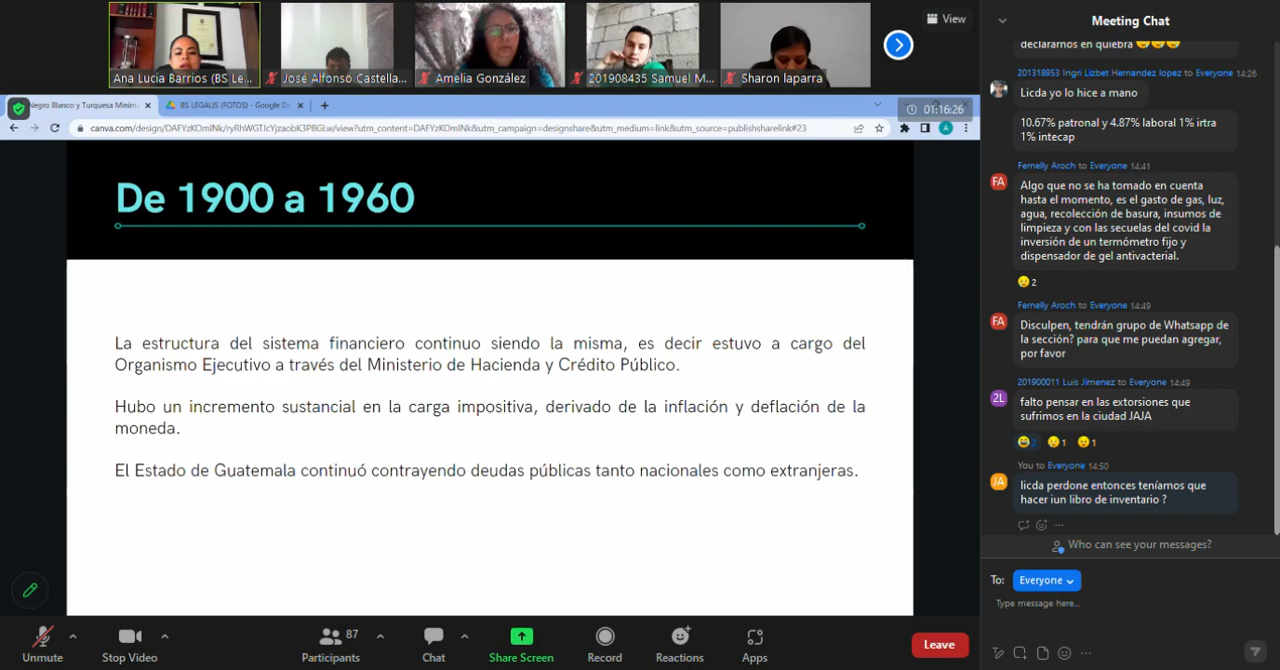 View
Ana Lucia Barrios (BS Le...
José Alfonso Castella...
Amelia González
201908435 Samuel M...
Sharon laparra
Negro Blanco y Turquesa Minima
BS LEGALIS (FOTOS) - Google D
01:16:26
canva.com/design/DAFYzKOmlNk/ryRhWGTJcYjzaobK3PBGLw/view?utm_content=DAFYzKOmlNk&utm_campaign=designshare&utm_medium=link&utm_source=publishsharelink#23
A
De 1900 a 1960
La estructura del sistema financiero continuo siendo la misma, es decir estuvo a cargo del
Organismo Ejecutivo a través del Ministerio de Hacienda y Crédito Público.
Hubo un incremento sustancial en la carga impositiva, derivado de la inflación y deflación de la
moneda.
El Estado de Guatemala continuó contrayendo deudas públicas tanto nacionales como extranjeras.
Unmute
Stop Video
87
Participants
Chat
Share Screen
Record
Reactions
Apps
Leave
Meeting Chat
declararnos en quiebra
201318953 Ingri Lizbet Hernandez lopez to Everyone 14:26
Licda yo lo hice a mano
10.67% patronal y 4.87% laboral 1% irtra
1% intecap
Fernelly Aroch to Everyone 14:41
FA
Algo que no se ha tomado en cuenta
hasta el momento, es el gasto de gas, luz,
agua, recolección de basura, insumos de
limpieza y con las secuelas del covid la
inversión de un termómetro fijo y
dispensador de gel antivacterial.
2
Fernelly Aroch to Everyone 14:49
FA
Disculpen, tendrán grupo de Whatsapp de
la sección? para que me puedan agregar,
por favor
201900011 Luis Jimenez to Everyone 14:49
2L
falto pensar en las extorsiones que
sufrimos en la ciudad JAJA
1
1
You to Everyone 14:50
JA
licda perdone entonces teníamos que
hacer iun libro de inventario ?
Who can see your messages?
To: Everyone
Type message here...